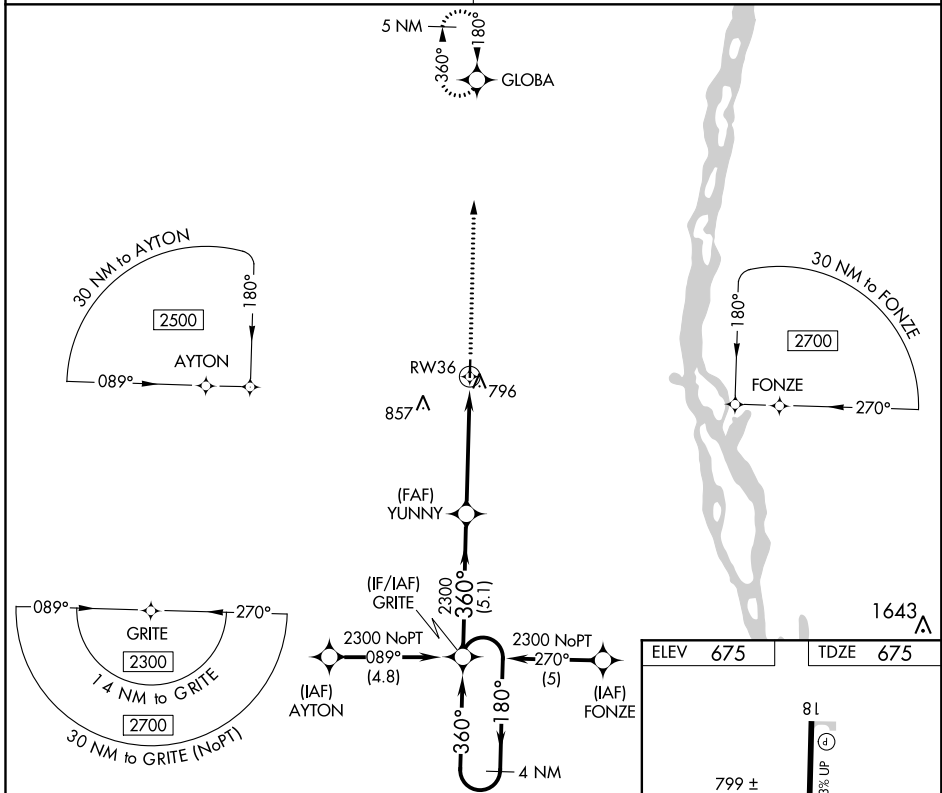 5 NM
180°
360°
GLOBA
30 NM to AYTON
180°
2500
AYTON
089°
30 NM to FONZE
180°
2700
FONZE
270°
RW36
796
857
(FAF)
YUNNY
2300
360°
(5.1)
(IF/IAF)
GRITE
2300 NoPT
089°
(4.8)
2300 NoPT
270°
(5)
(IAF)
AYTON
(IAF)
FONZE
360°
180°
4 NM
089°
270°
GRITE
2300
14 NM to GRITE
2700
30 NM to GRITE (NoPT)
1643
ELEV 675
TDZE 675
18
P
3% UP
799 ±